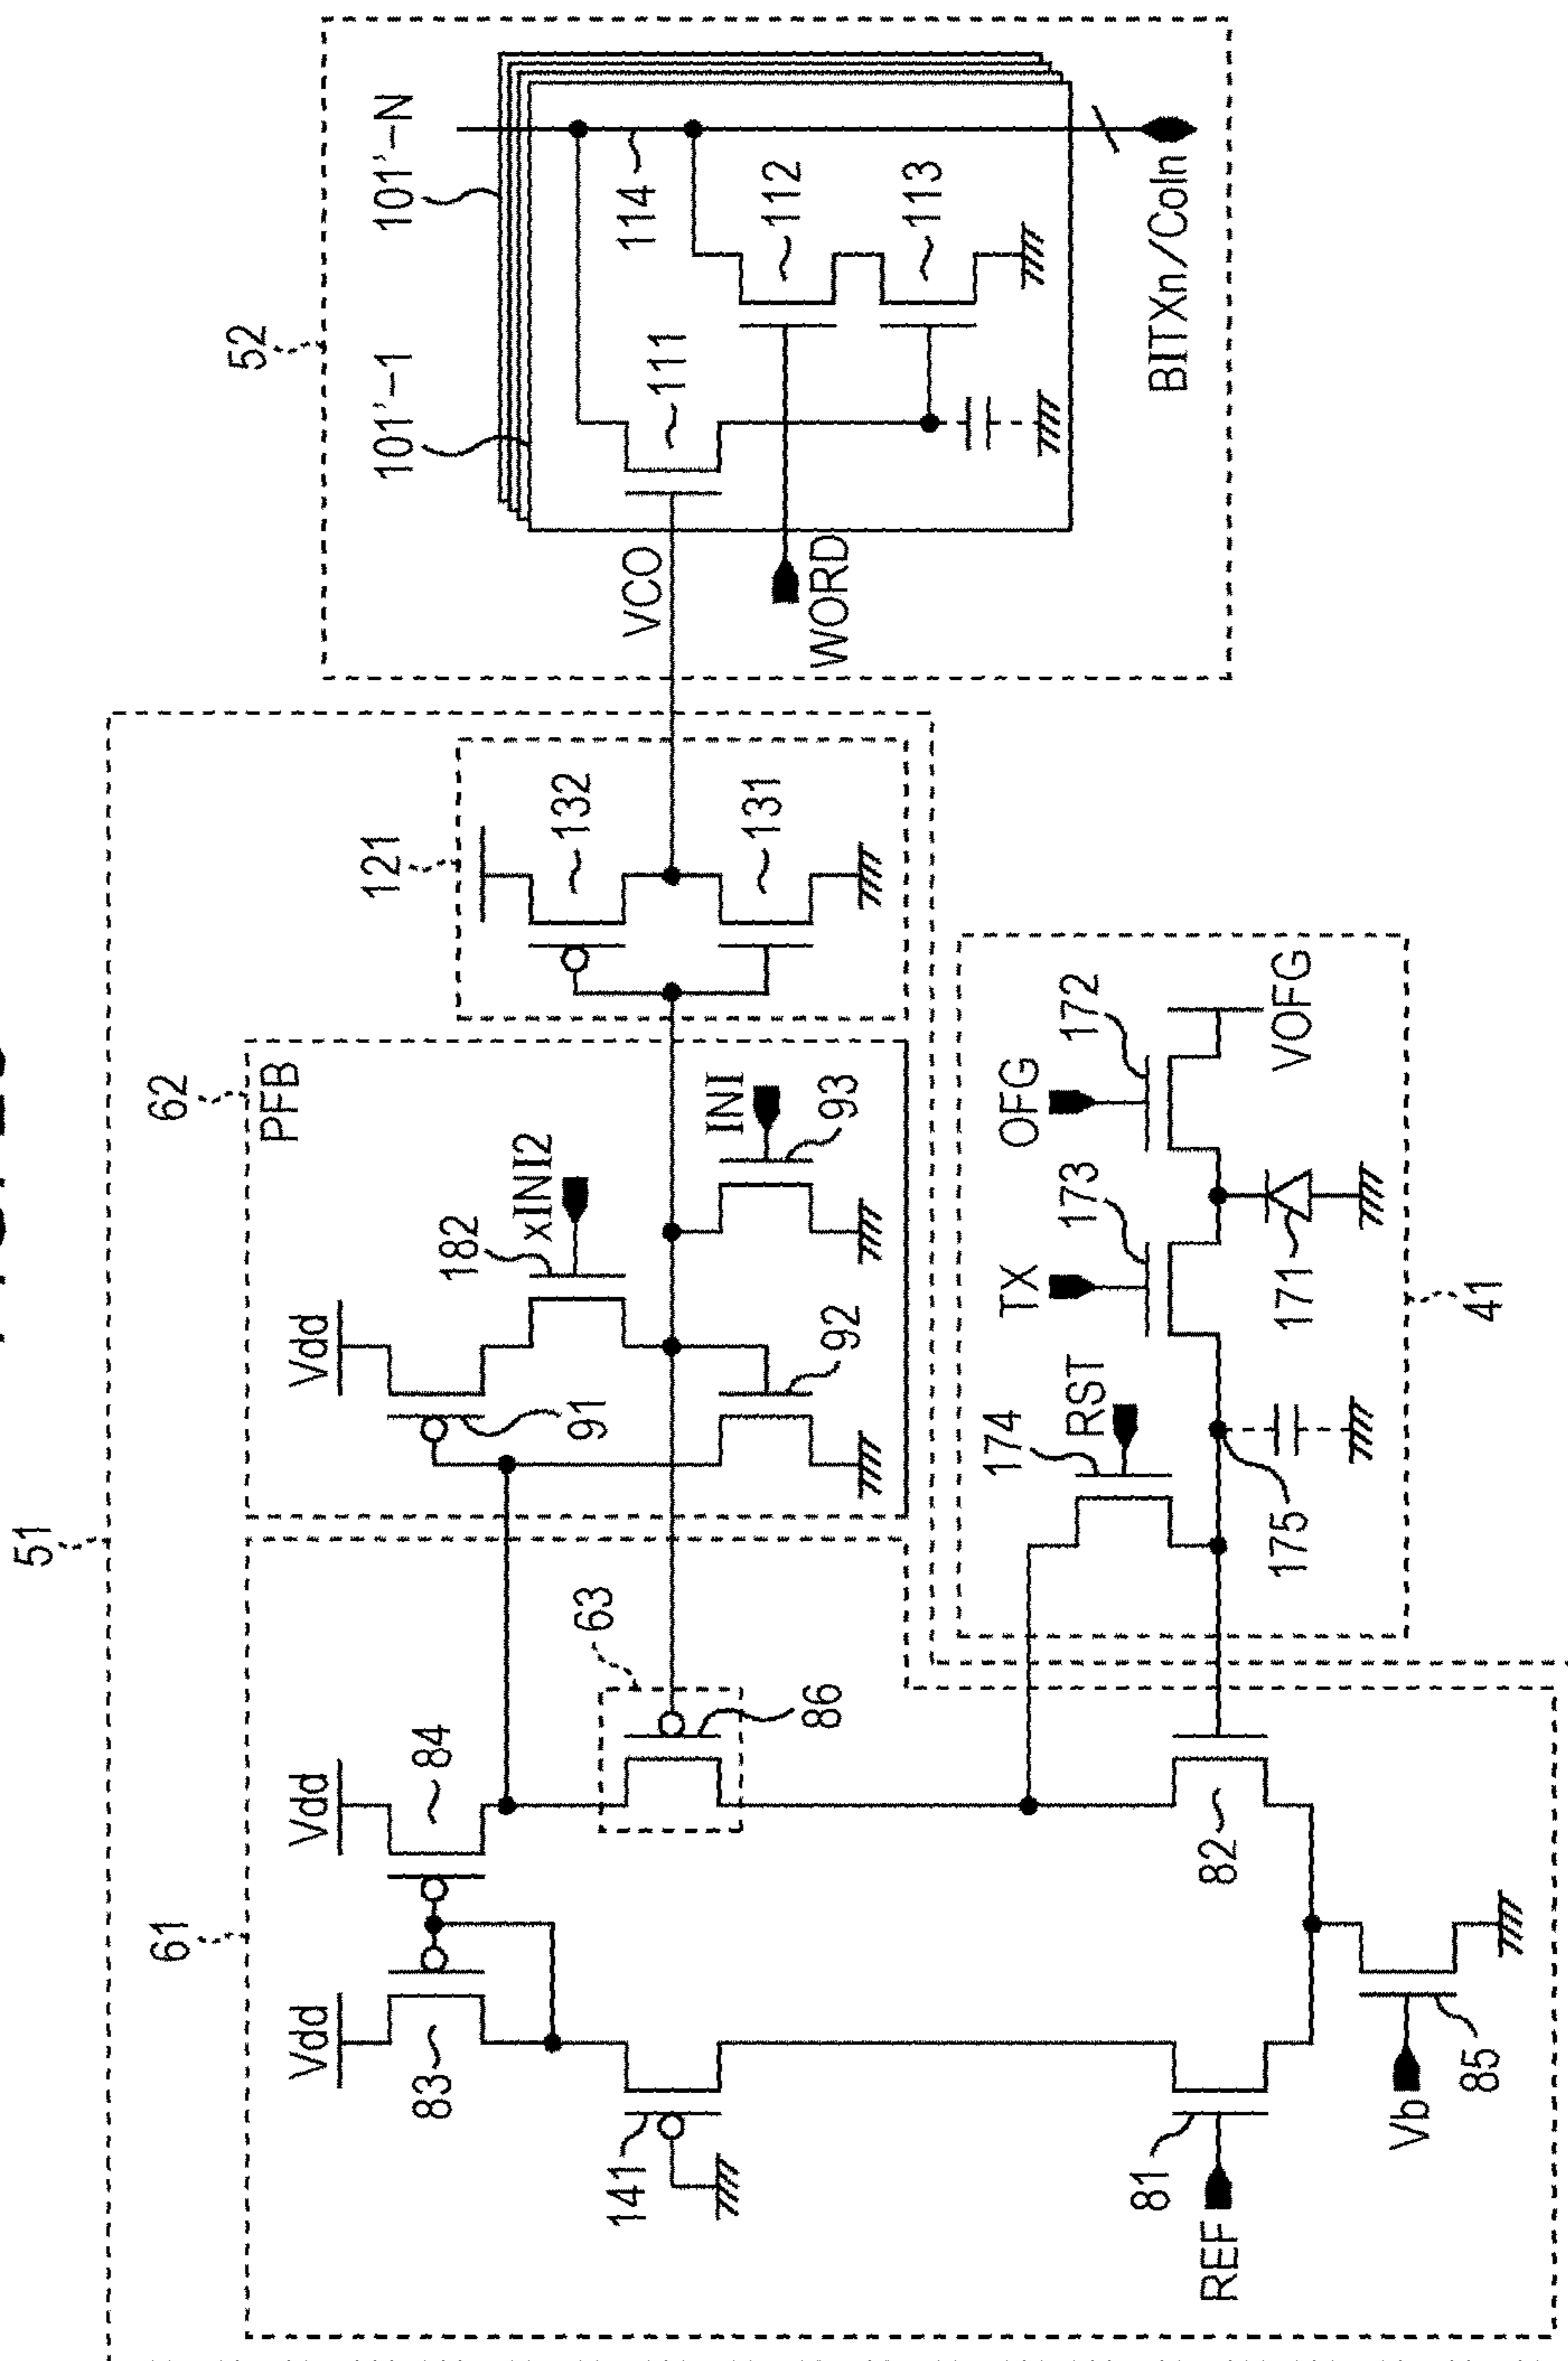 51
61
62
PFB
121
52
Vdd
Vdd
Vdd
83
84
91
182
xINI2
63
141
86
92
INI
93
132
131
VCO
101'-1
101'-N
111
114
112
113
WORD
BITXn/Coln
174
RST
TX
173
OFG
172
VOFG
175
171
41
REF
81
82
Vb
85